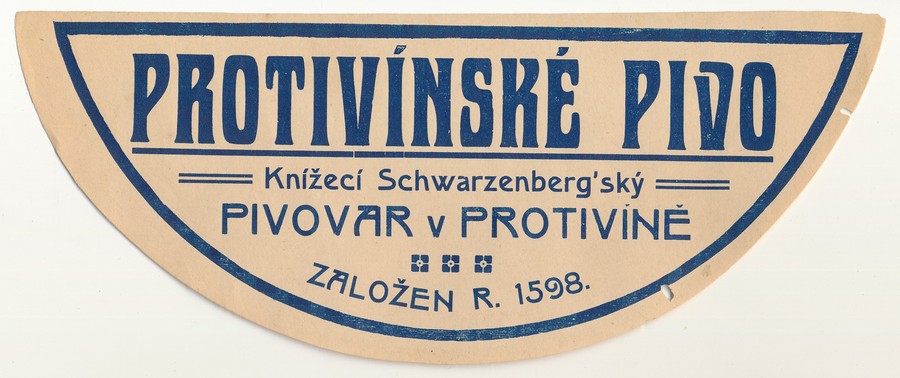 PROTIVÍNSKÉ PIVO
Knížecí Schwarzenberg'ský
PIVOVAR v PROTIVÍNĚ
ZALOŽEN R. 1598.